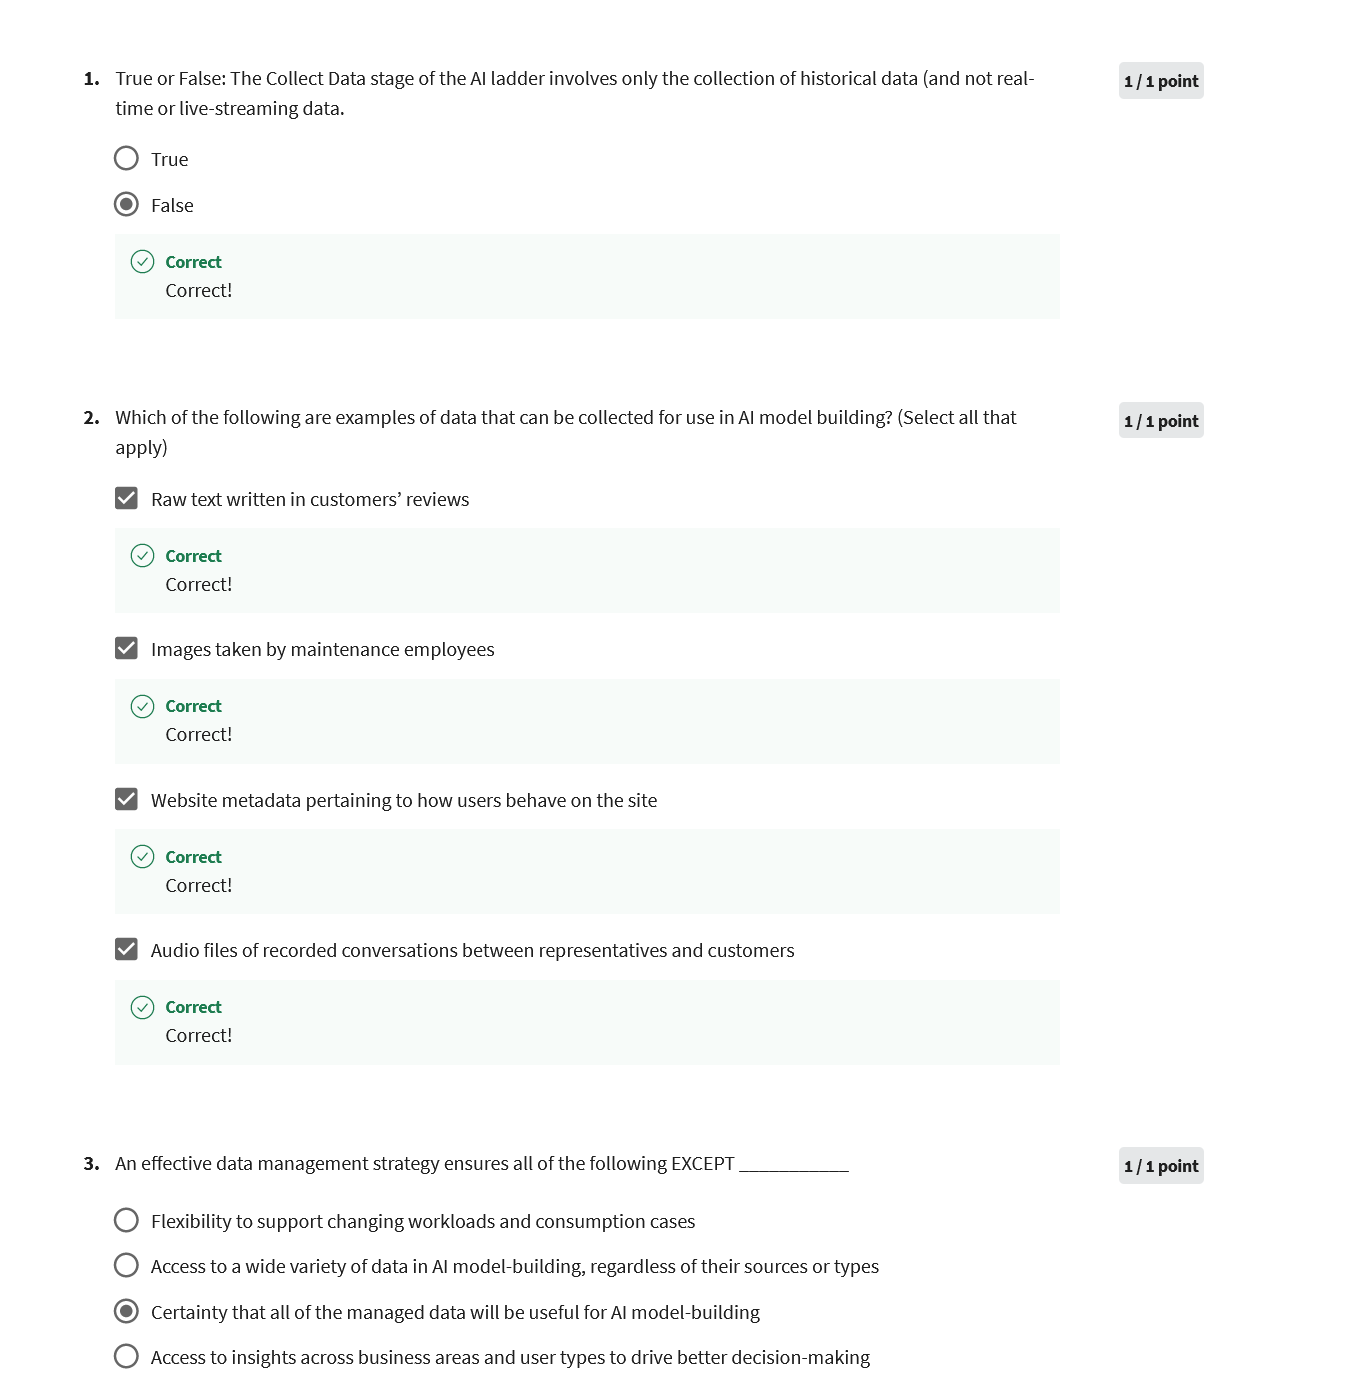 1. True or False: The Collect Data stage of the AI ladder involves only the collection of historical data (and not real-
time or live-streaming data.
1 / 1 point
True
False
Correct
Correct!
2. Which of the following are examples of data that can be collected for use in AI model building? (Select all that
apply)
1 / 1 point
Raw text written in customers’ reviews
Correct
Correct!
Images taken by maintenance employees
Correct
Correct!
Website metadata pertaining to how users behave on the site
Correct
Correct!
Audio files of recorded conversations between representatives and customers
Correct
Correct!
3. An effective data management strategy ensures all of the following EXCEPT ___________
1 / 1 point
Flexibility to support changing workloads and consumption cases
Access to a wide variety of data in AI model-building, regardless of their sources or types
Certainty that all of the managed data will be useful for AI model-building
Access to insights across business areas and user types to drive better decision-making